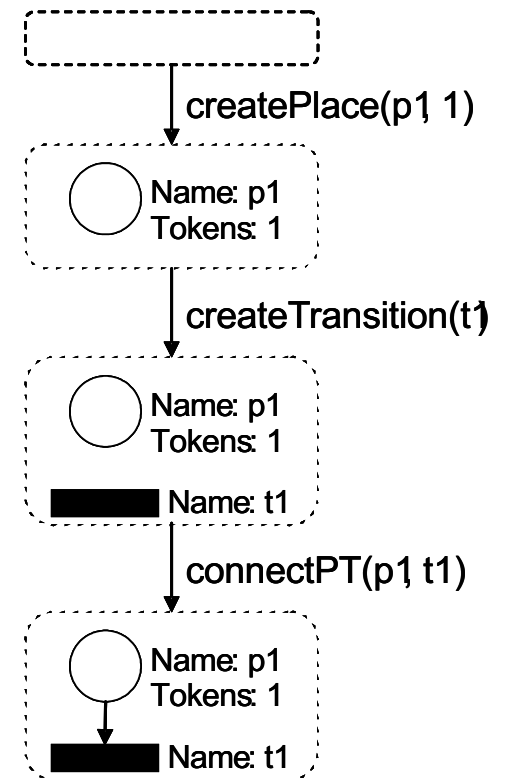 createPlace(p1, 1)
Name: p1
Tokens: 1
createTransition(t1)
Name: p1
Tokens: 1
Name: t1
connectPT(p1, t1)
Name: p1
Tokens: 1
Name: t1